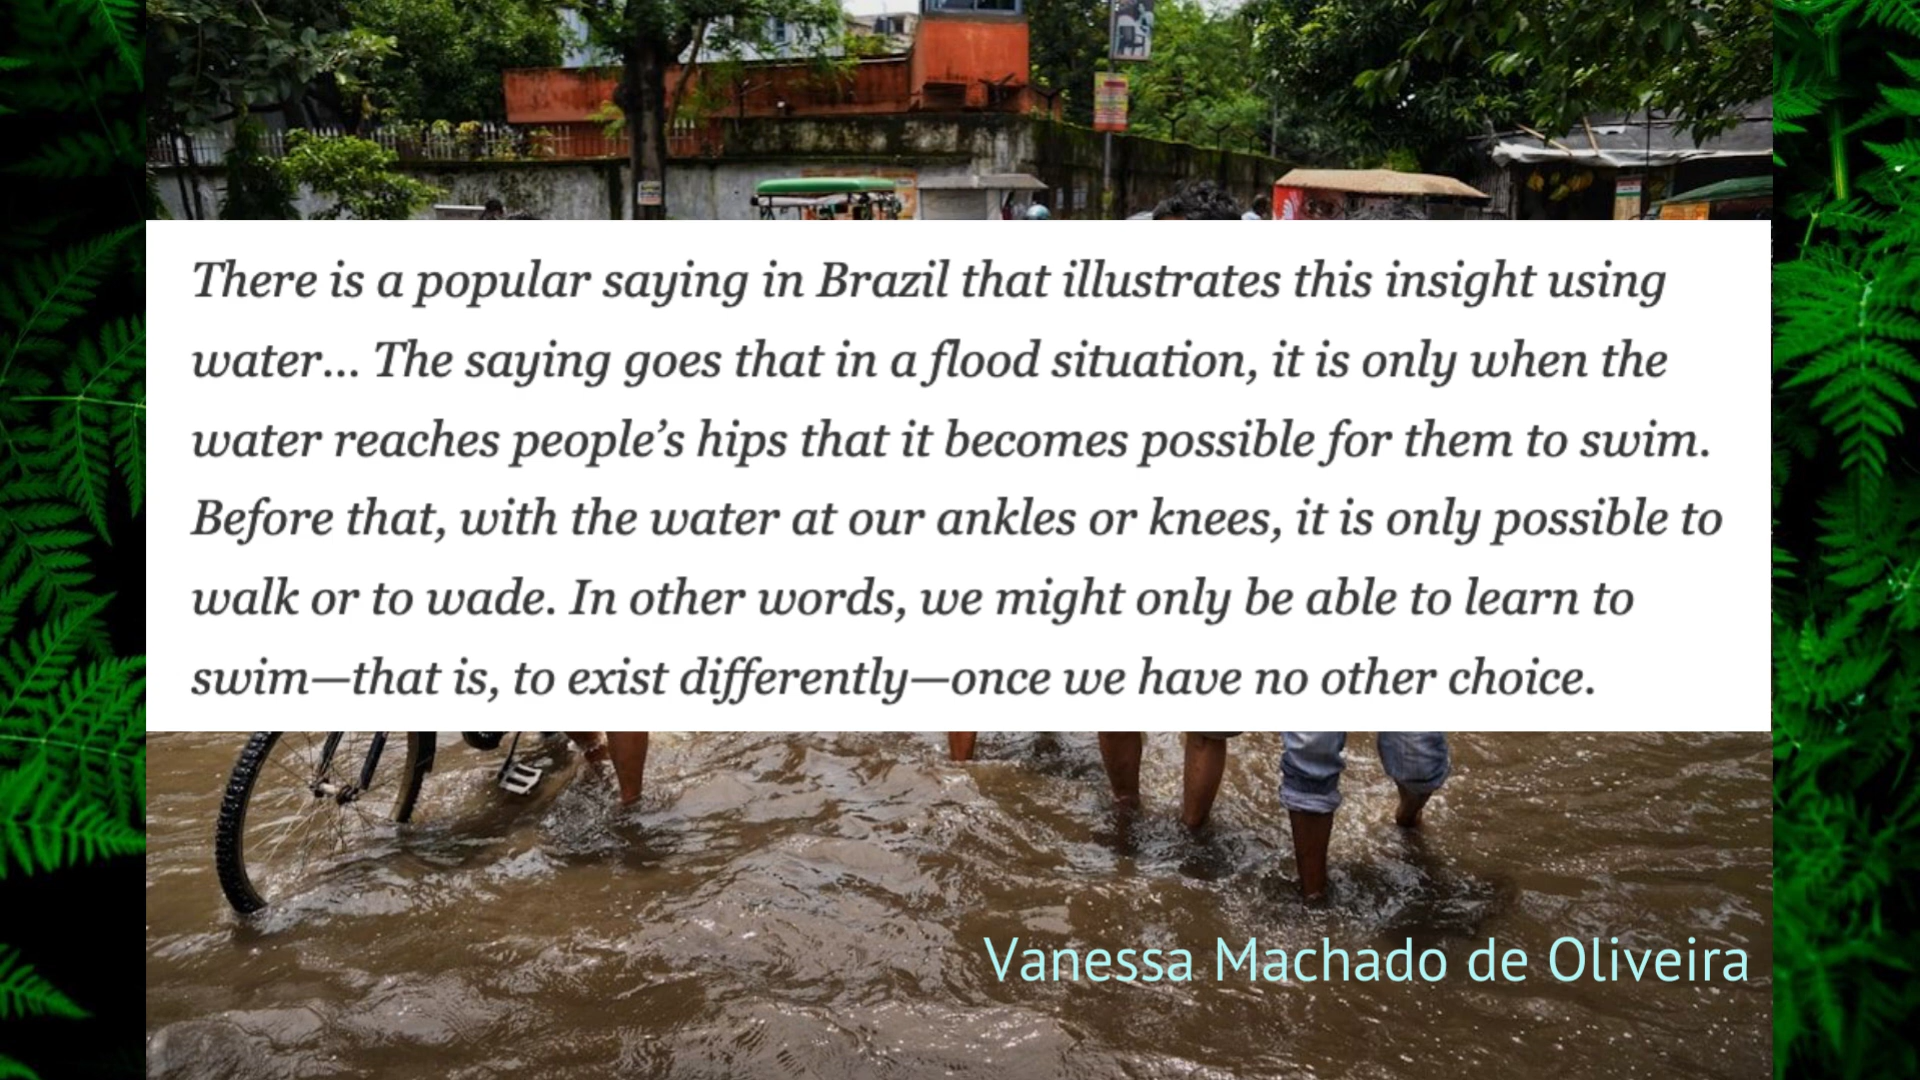 There is a popular saying in Brazil that illustrates this insight using
water... The saying goes that in a flood situation, it is only when the
water reaches people’s hips that it becomes possible for them to swim.
Before that, with the water at our ankles or knees, it is only possible to
walk or to wade. In other words, we might only be able to learn to
swim—that is, to exist differently—once we have no other choice.
Vanessa Machado de Oliveira